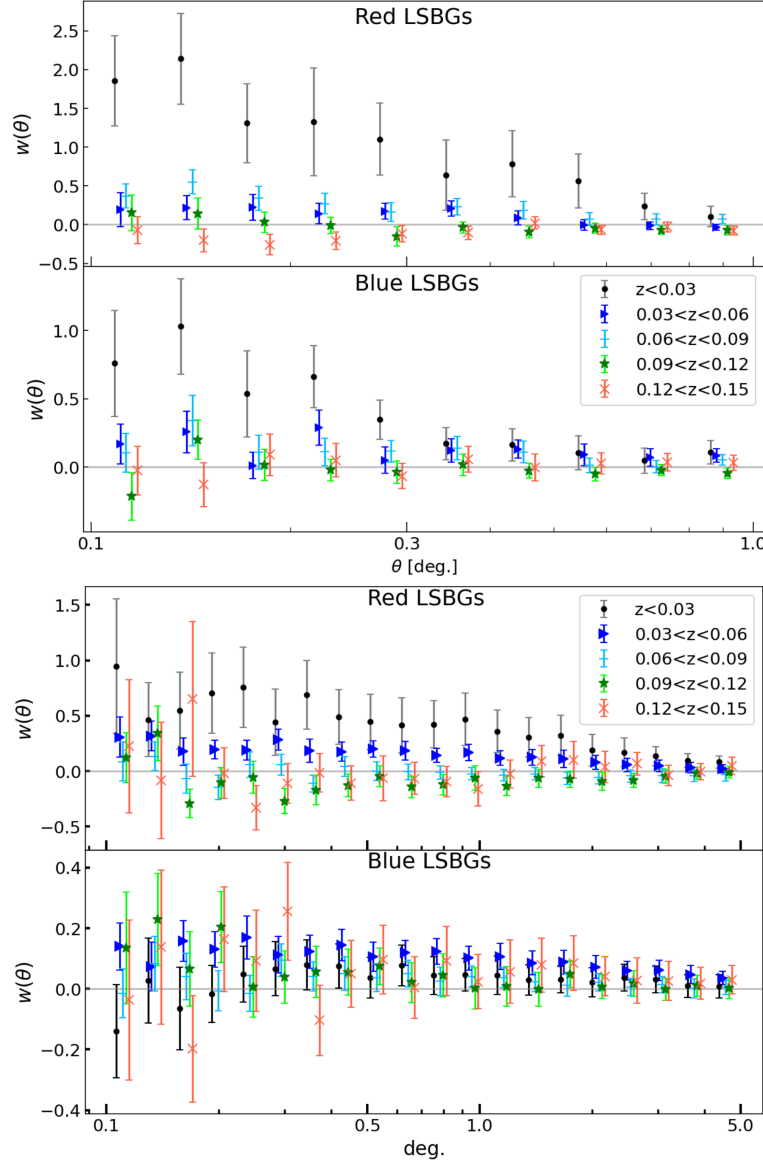 Red LSBGs
2.5
2.0
1.5
1.0
0.5
0.0
−0.5
w(θ)
Blue LSBGs
z<0.03
0.03<z<0.06
0.06<z<0.09
0.09<z<0.12
0.12<z<0.15
1.0
0.5
0.0
w(θ)
0.1 0.3 1.0
θ [deg.]
Red LSBGs
z<0.03
0.03<z<0.06
0.06<z<0.09
0.09<z<0.12
0.12<z<0.15
1.5
1.0
0.5
0.0
−0.5
w(θ)
Blue LSBGs
0.4
0.2
0.0
−0.2
−0.4
w(θ)
0.1 0.5 1.0 5.0
deg.